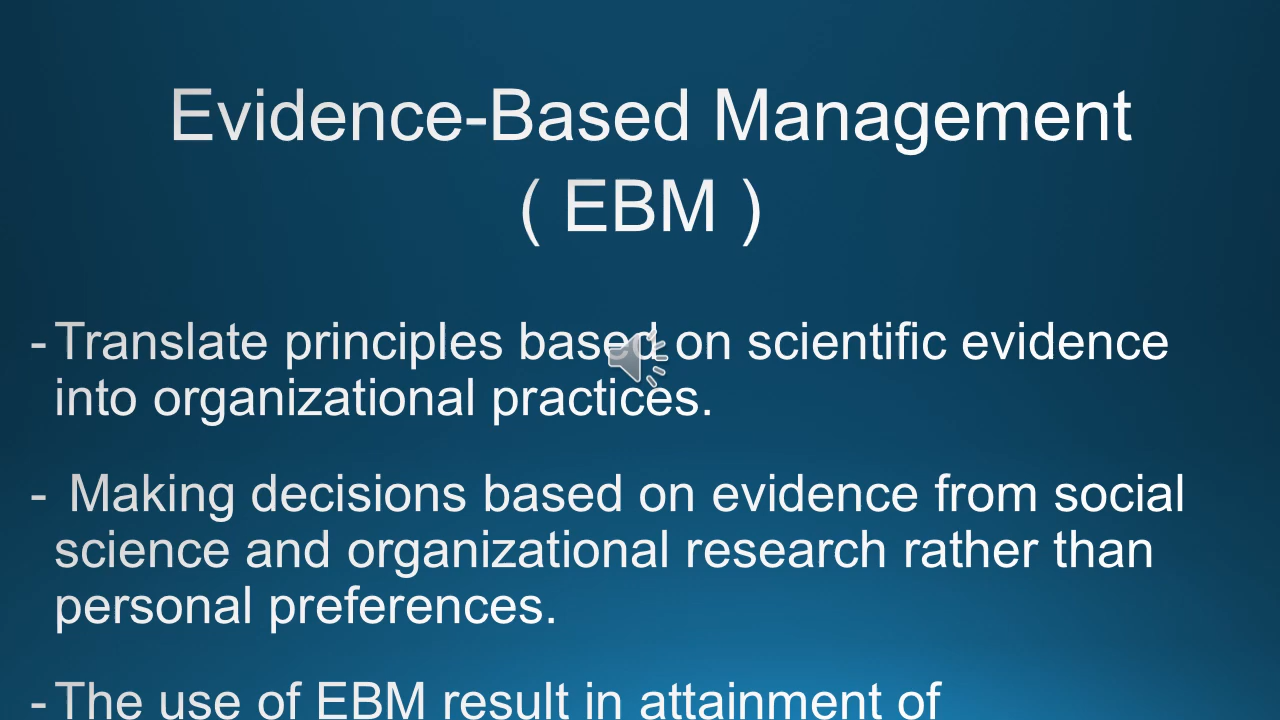 Evidence-Based Management
( EBM )
-Translate principles based on scientific evidence
into organizational practices.
- Making decisions based on evidence from social
science and organizational research rather than
personal preferences.
-The use of EBM result in attainment of